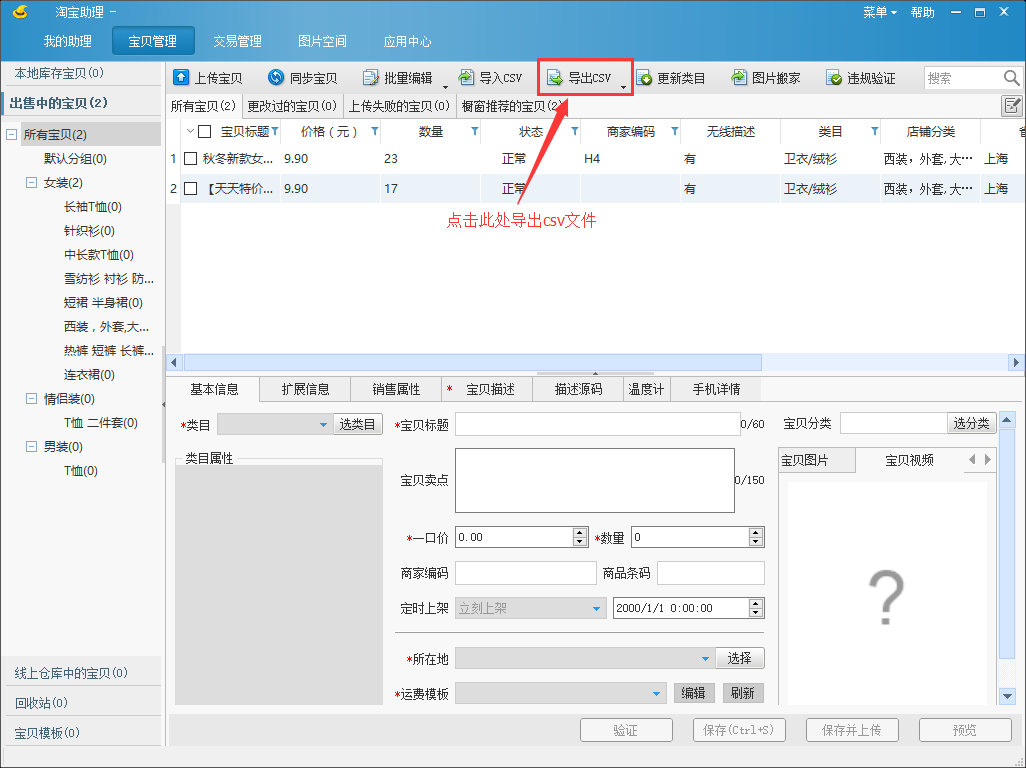 淘宝助理 -
菜单 帮助
我的助理 宝贝管理 交易管理 图片空间 应用中心
本地库存宝贝(0)
上传宝贝 同步宝贝 批量编辑 导入CSV 导出CSV 更新类目 图片搬家 违规验证 搜索
出售中的宝贝(2)
所有宝贝(2) 更改过的宝贝(0) 上传失败的宝贝(0) 橱窗推荐的宝贝(2)
所有宝贝(2)
默认分组(0)
女装(2)
长袖T恤(0)
针织衫(0)
中长款T恤(0)
雪纺衫 衬衫 防...
短裙 半身裙(0)
西装，外套,大...
热裤 短裤 长裤...
连衣裙(0)
情侣装(0)
T恤 二件套(0)
男装(0)
T恤(0)
线上仓库中的宝贝(0)
回收站(0)
宝贝模板(0)
宝贝标题 价格（元） 数量 状态 商家编码 无线描述 类目 店铺分类
1 秋冬新款女... 9.90 23 正常 H4 有 卫衣/绒衫 西装，外套,大... 上海
2 【天天特价... 9.90 17 正常 有 卫衣/绒衫 西装，外套,大... 上海
点击此处导出csv文件
基本信息 扩展信息 销售属性 * 宝贝描述 描述源码 温度计 手机详情
*类目 选类目
类目属性
*宝贝标题 0/60
宝贝卖点 0/150
*一口价 0.00 *数量 0
商家编码 商品条码
定时上架 立刻上架 2000/1/1 0:00:00
*所在地 选择
*运费模板 编辑 刷新
宝贝分类 选分类
宝贝图片 宝贝视频
?
验证 保存(Ctrl+S) 保存并上传 预览